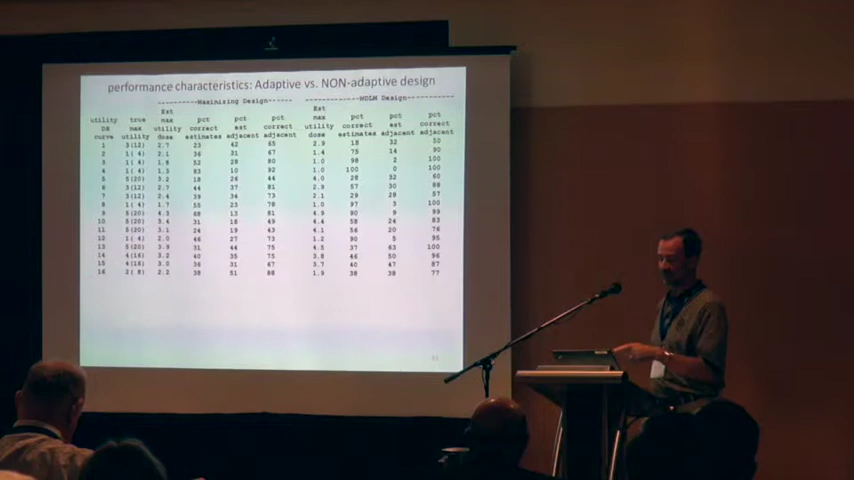 performance characteristics: Adaptive vs. NON-adaptive design
----------Maximizing Design------ -----------NDLM Design----------
Est Est
max pct pct pct max pct pct pct
utility true utility correct est correct utility correct est correct
DR max dose estimates adjacent adjacent dose estimates adjacent adjacent
curve utility
1 3(12) 2.7 23 42 65 2.9 18 32 50
2 1( 4) 2.1 36 31 67 1.4 75 14 90
3 1( 4) 1.8 52 28 80 1.0 98 2 100
4 1( 4) 1.3 83 10 92 1.0 100 0 100
5 5(20) 3.2 18 26 44 4.0 28 32 60
6 3(12) 2.7 44 37 81 2.8 57 30 88
7 3(12) 2.4 39 34 73 2.1 29 28 57
8 1( 4) 1.7 55 23 78 1.0 97 3 100
9 5(20) 4.3 68 13 81 4.9 90 9 99
10 5(20) 3.4 31 18 49 4.4 58 24 83
11 5(20) 3.1 24 19 43 4.1 56 20 76
12 1( 4) 2.0 46 27 73 1.2 90 5 95
13 5(20) 3.9 31 44 75 4.5 37 63 100
14 4(16) 3.2 40 35 75 3.8 46 50 96
15 4(16) 3.0 36 31 67 3.7 40 47 87
16 2( 8) 2.2 38 51 88 1.9 38 38 77